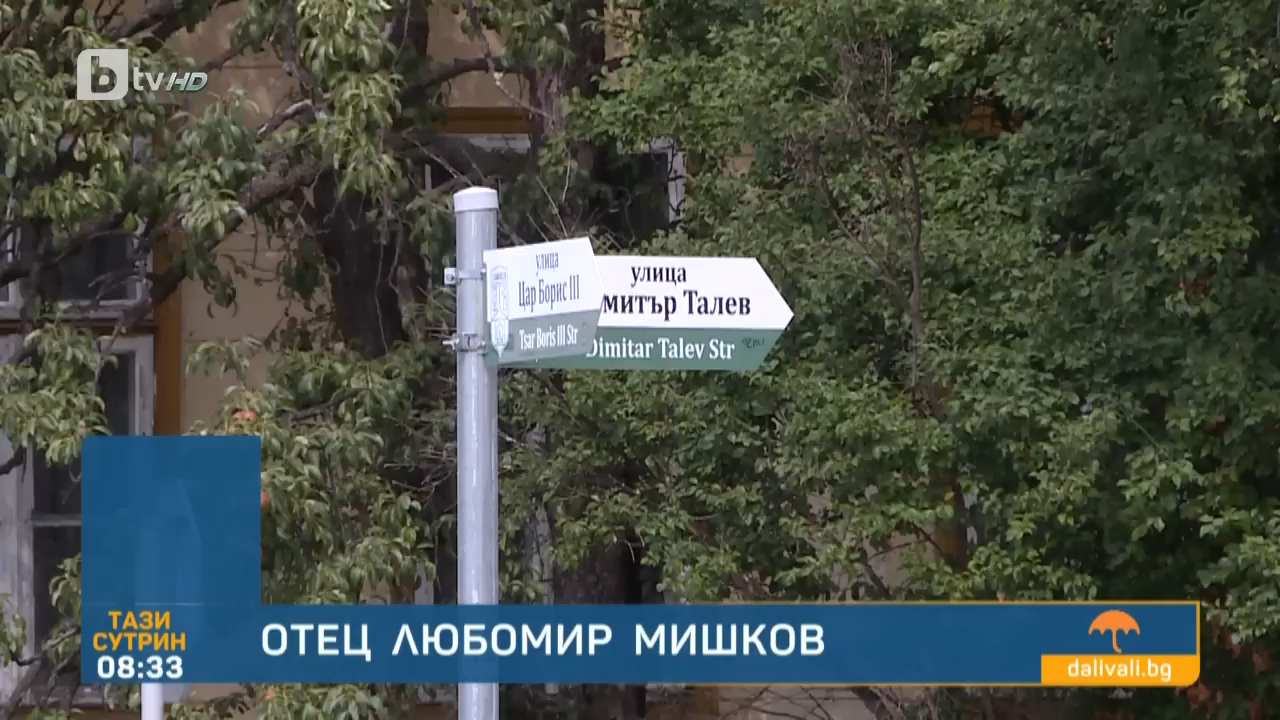 btv HD
улица
Цар Борис III
Tsar Boris III Str
улица
митър Талев
Dimitar Talev Str
ТАЗИ
СУТРИН
08:33
ОТЕЦ ЛЮБОМИР МИШКОВ
dalivali.bg